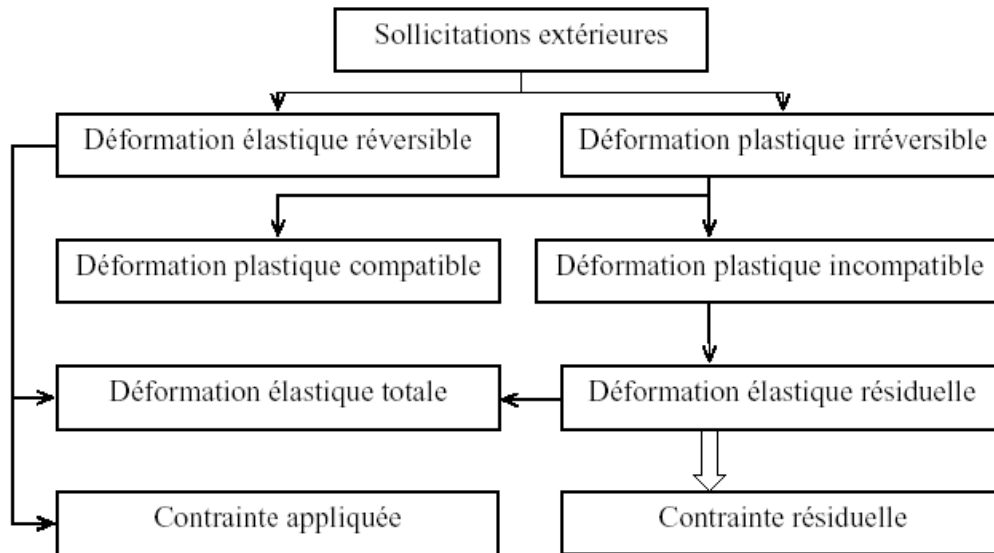 Sollicitations extérieures
Déformation élastique réversible
Déformation plastique irréversible
Déformation plastique compatible
Déformation plastique incompatible
Déformation élastique totale
Déformation élastique résiduelle
Contrainte appliquée
Contrainte résiduelle